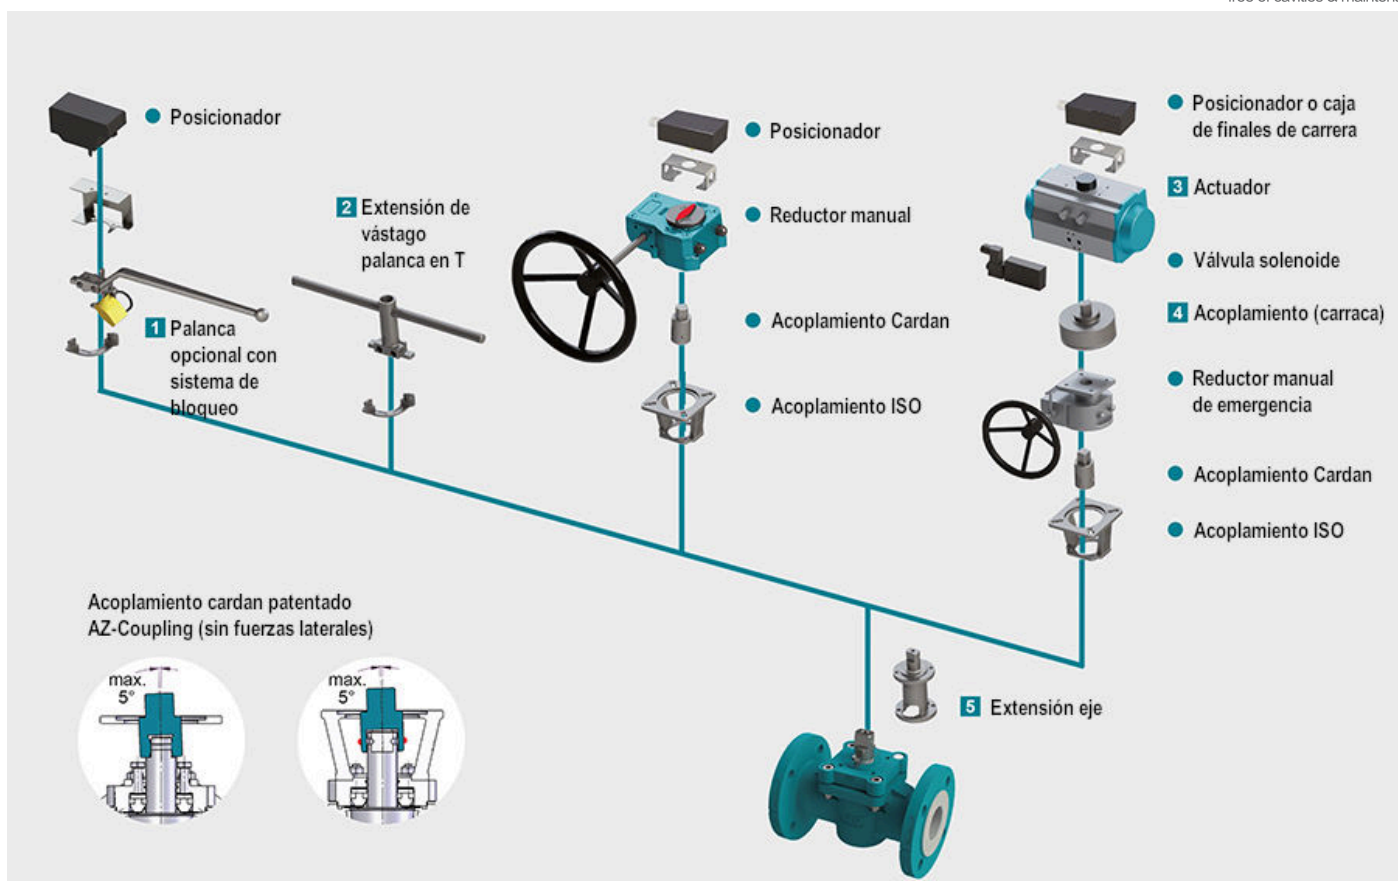 Posicionador
1 Palanca
opcional con
sistema de
bloqueo
2 Extensión de
vástago
palanca en T
Posicionador
Reductor manual
Acoplamiento Cardan
Acoplamiento ISO
Posicionador o caja
de finales de carrera
3 Actuador
Válvula solenoide
4 Acoplamiento (carraca)
Reductor manual
de emergencia
Acoplamiento Cardan
Acoplamiento ISO
Acoplamiento cardan patentado
AZ-Coupling (sin fuerzas laterales)
max.
5°
max.
5°
5 Extensión eje